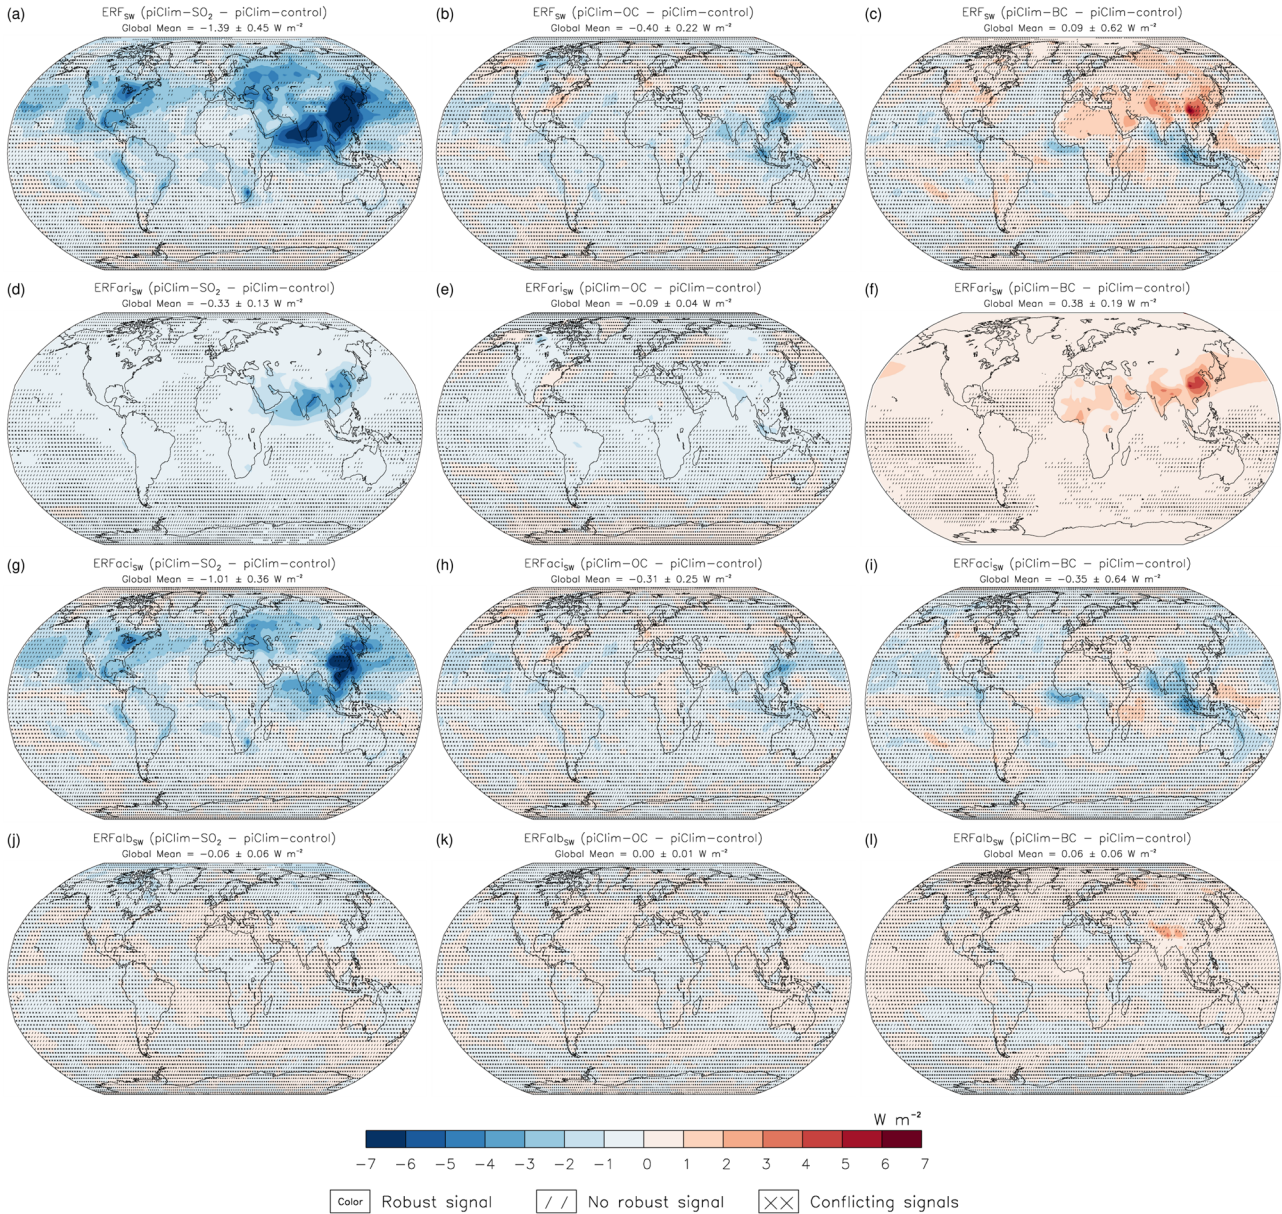 (a) ERF_SW (piClim-SO₂ - piClim-control)
Global Mean = -1.39 ± 0.45 W m⁻²
(b) ERF_SW (piClim-OC - piClim-control)
Global Mean = -0.40 ± 0.22 W m⁻²
(c) ERF_SW (piClim-BC - piClim-control)
Global Mean = 0.09 ± 0.62 W m⁻²
(d) ERFari_SW (piClim-SO₂ - piClim-control)
Global Mean = -0.33 ± 0.13 W m⁻²
(e) ERFari_SW (piClim-OC - piClim-control)
Global Mean = -0.09 ± 0.04 W m⁻²
(f) ERFari_SW (piClim-BC - piClim-control)
Global Mean = 0.38 ± 0.19 W m⁻²
(g) ERFaci_SW (piClim-SO₂ - piClim-control)
Global Mean = -1.01 ± 0.36 W m⁻²
(h) ERFaci_SW (piClim-OC - piClim-control)
Global Mean = -0.31 ± 0.25 W m⁻²
(i) ERFaci_SW (piClim-BC - piClim-control)
Global Mean = -0.35 ± 0.64 W m⁻²
(j) ERFalb_SW (piClim-SO₂ - piClim-control)
Global Mean = -0.06 ± 0.06 W m⁻²
(k) ERFalb_SW (piClim-OC - piClim-control)
Global Mean = 0.00 ± 0.01 W m⁻²
(l) ERFalb_SW (piClim-BC - piClim-control)
Global Mean = 0.06 ± 0.06 W m⁻²
W m⁻²
-7 -6 -5 -4 -3 -2 -1 0 1 2 3 4 5 6 7
Color Robust signal // No robust signal XX Conflicting signals